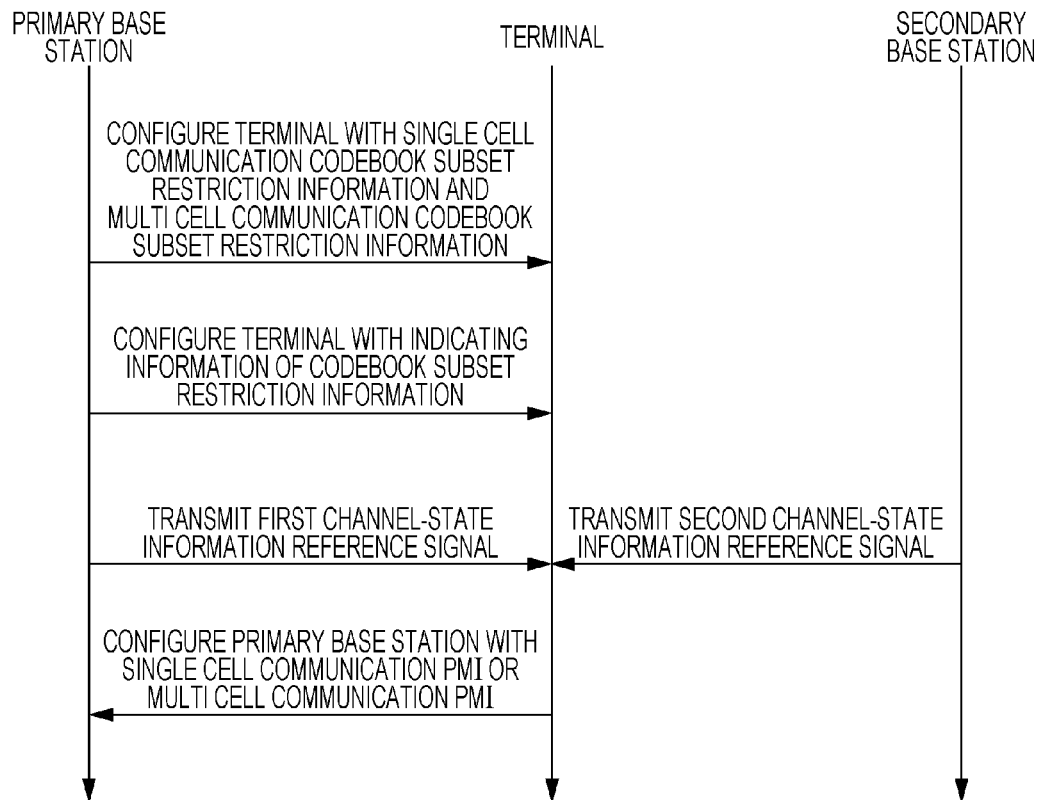 PRIMARY BASE
STATION
TERMINAL
SECONDARY
BASE STATION
CONFIGURE TERMINAL WITH SINGLE CELL
COMMUNICATION CODEBOOK SUBSET
RESTRICTION INFORMATION AND
MULTI CELL COMMUNICATION CODEBOOK
SUBSET RESTRICTION INFORMATION
CONFIGURE TERMINAL WITH INDICATING
INFORMATION OF CODEBOOK SUBSET
RESTRICTION INFORMATION
TRANSMIT FIRST CHANNEL-STATE
INFORMATION REFERENCE SIGNAL
TRANSMIT SECOND CHANNEL-STATE
INFORMATION REFERENCE SIGNAL
CONFIGURE PRIMARY BASE STATION WITH
SINGLE CELL COMMUNICATION PMI OR
MULTI CELL COMMUNICATION PMI